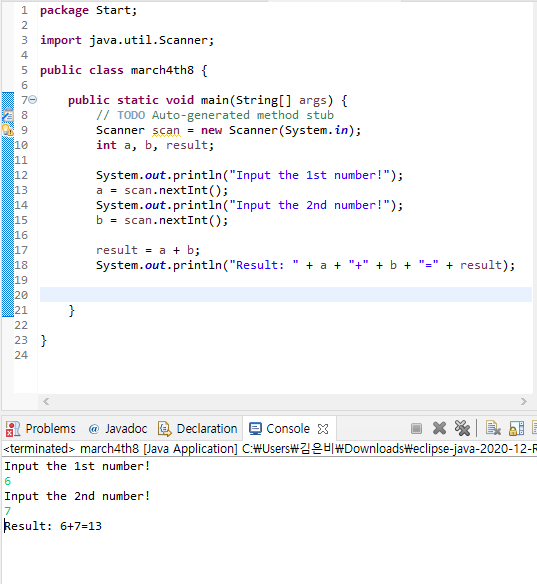 1 package Start;
2
3 import java.util.Scanner;
4
5 public class march4th8 {
6
7 public static void main(String[] args) {
8 // TODO Auto-generated method stub
9 Scanner scan = new Scanner(System.in);
10 int a, b, result;
11
12 System.out.println("Input the 1st number!");
13 a = scan.nextInt();
14 System.out.println("Input the 2nd number!");
15 b = scan.nextInt();
16
17 result = a + b;
18 System.out.println("Result: " + a + "+" + b + "=" + result);
19
20
21 }
22
23 }
24
Problems @ Javadoc Declaration Console
<terminated> march4th8 [Java Application] C:₩Users₩김은비₩Downloads₩eclipse-java-2020-12-R
Input the 1st number!
6
Input the 2nd number!
7
Result: 6+7=13